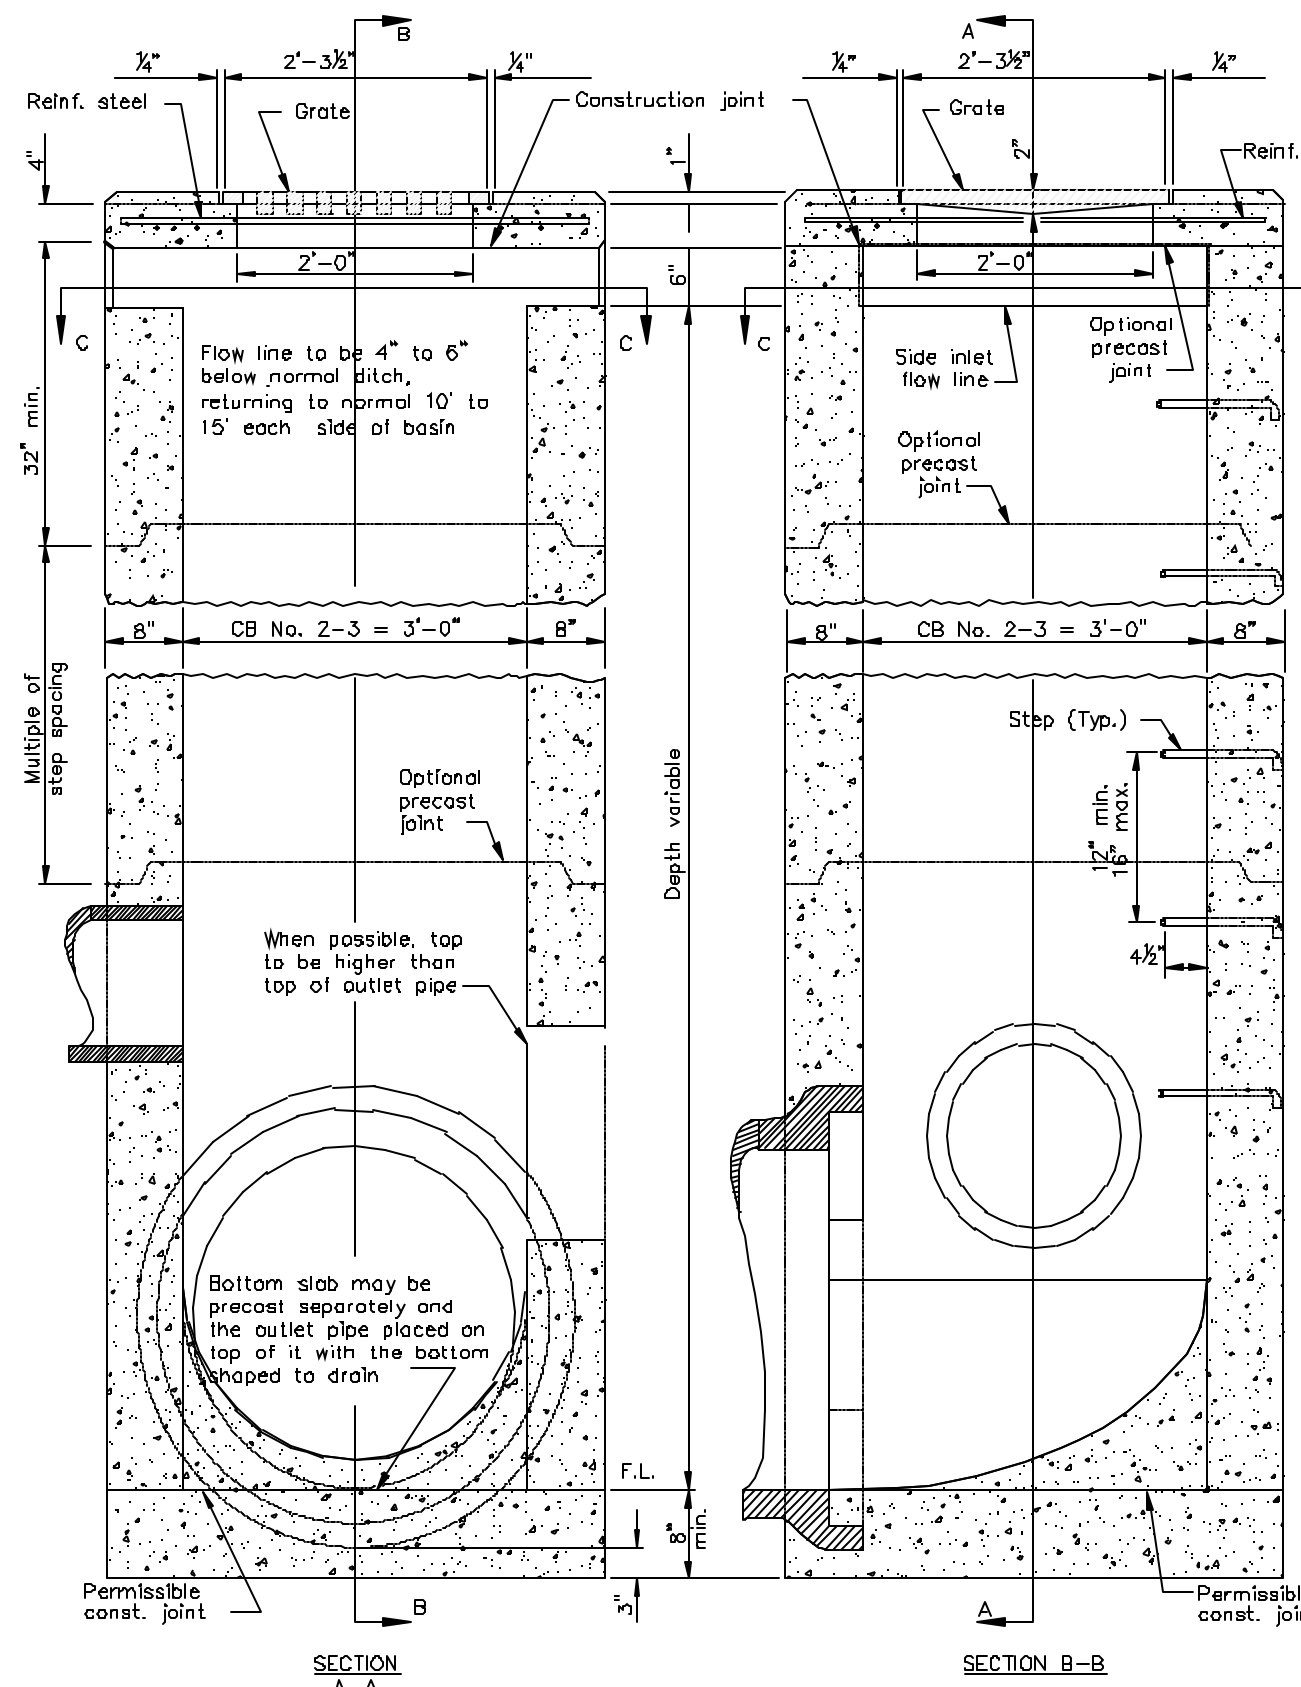 B
A
¼"
2'-3½"
¼"
¼"
2'-3½"
¼"
Reinf. steel
Grate
Construction joint
Grate
2"
Reinf.
4"
1"
2'-0"
6"
2'-0"
C
C
C
Flow line to be 4" to 6"
below normal ditch,
returning to normal 10' to
15' each side of basin
Side inlet
flow line
Optional
precast
joint
32" min.
Optional
precast
joint
8"
CB No. 2-3 = 3'-0"
8"
8"
CB No. 2-3 = 3'-0"
8"
Multiple of
step spacing
Step (Typ.)
Optional
precast
joint
Depth variable
12" min.
16" max.
When possible, top
to be higher than
top of outlet pipe
4½"
Bottom slab may be
precast separately and
the outlet pipe placed on
top of it with the bottom
shaped to drain
F.L.
8"
min.
Permissible
const. joint
B
3"
A
Permissibl
const. joi
SECTION
A-A
SECTION B-B